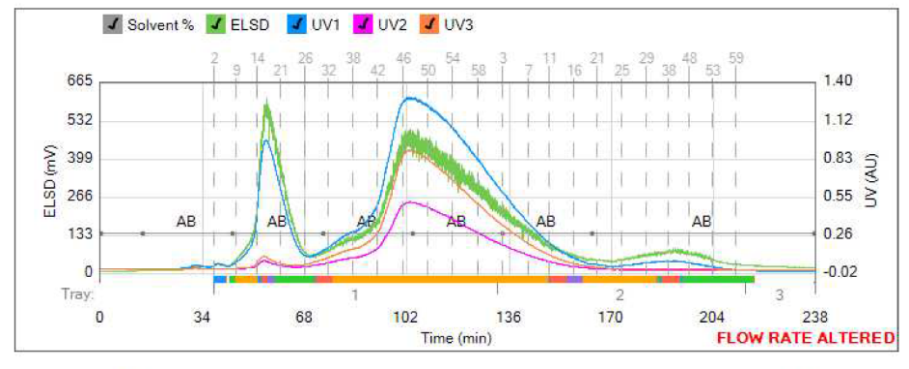 Solvent % ELSD UV1 UV2 UV3
2 14 26 38 46 54 3 11 21 29 38 48 59
9 21 32 42 50 58 7 16 25 33 43 53
665 1.40
532 1.12
399 0.83
266 0.55
133 0.26
0 -0.02
ELSD (mV)
UV (AU)
AB AB AB AB AB AB
Tray: 1 2 3
0 34 68 102 136 170 204 238
Time (min)
FLOW RATE ALTERED